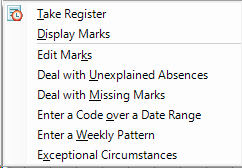 Take Register
Display Marks
Edit Marks
Deal with Unexplained Absences
Deal with Missing Marks
Enter a Code over a Date Range
Enter a Weekly Pattern
Exceptional Circumstances